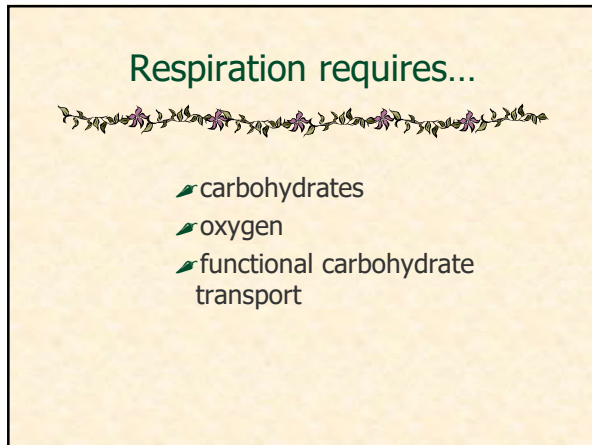 Respiration requires…
carbohydrates
oxygen
functional carbohydrate
transport